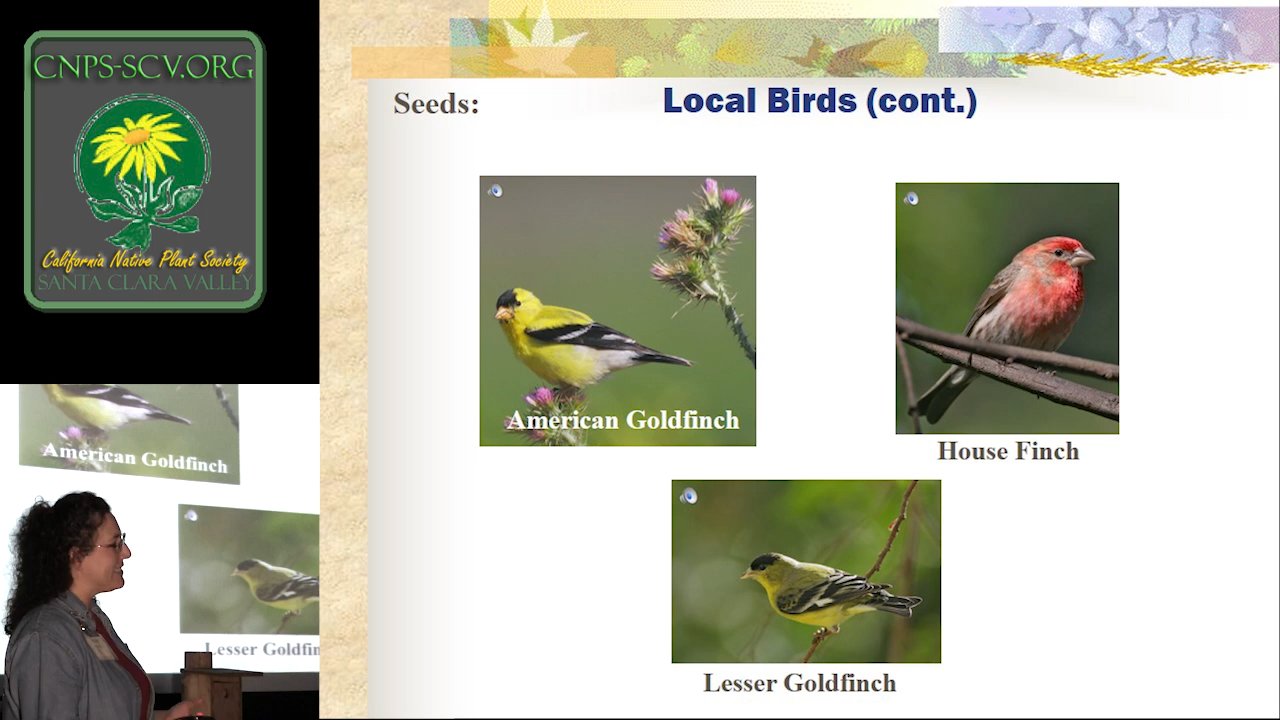 CNPS-SCV.ORG
California Native Plant Society
SANTA CLARA VALLEY
Seeds:
Local Birds (cont.)
American Goldfinch
House Finch
Lesser Goldfinch
American Goldfinch
Lesser Goldfin